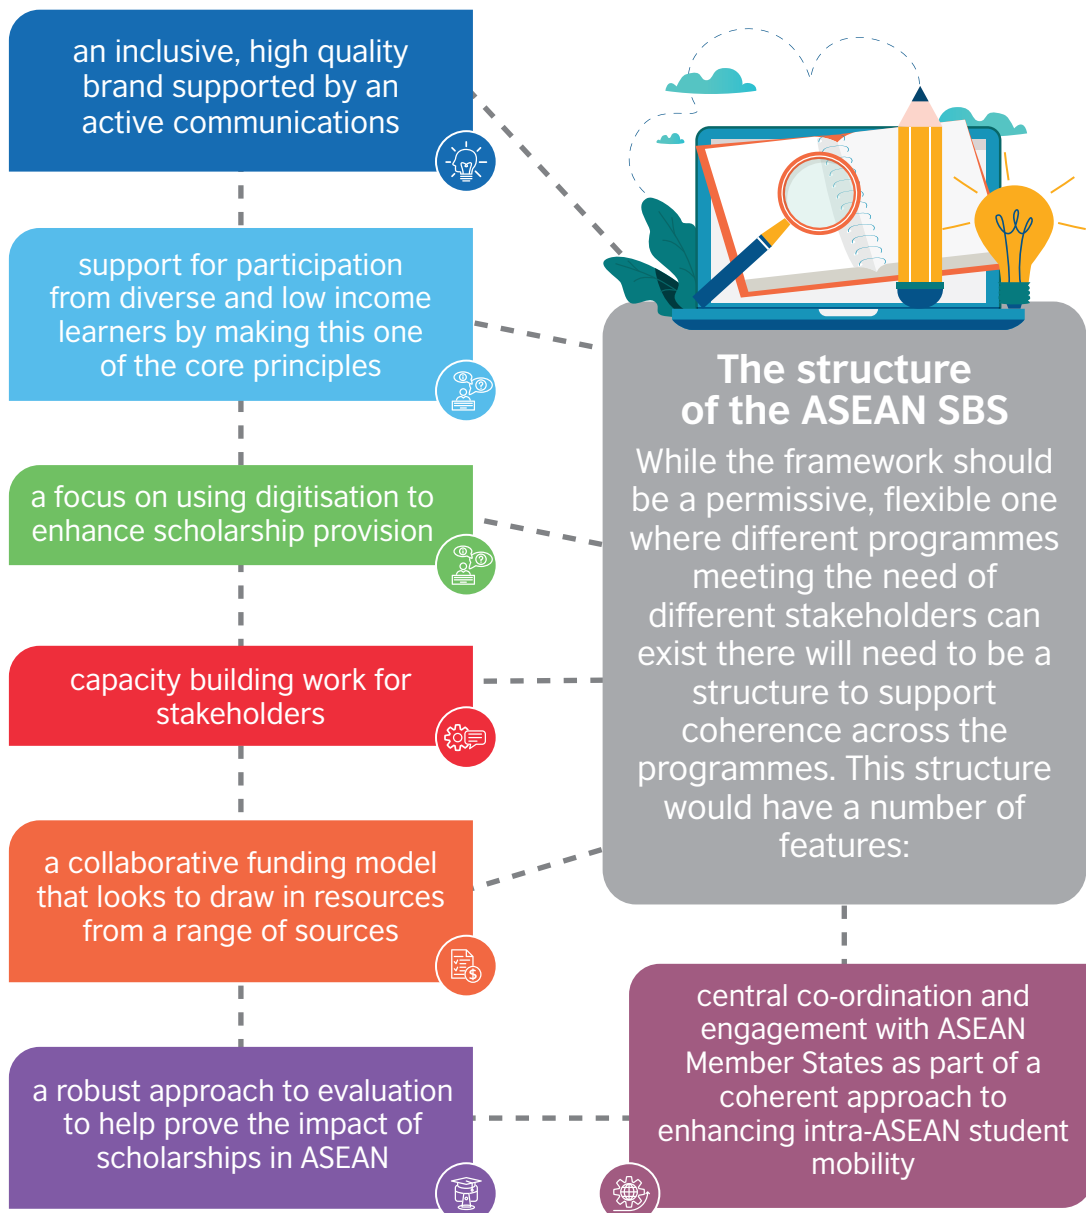 The structure
of the ASEAN SBS
While the framework should
be a permissive, flexible one
where different programmes
meeting the need of
different stakeholders can
exist there will need to be a
structure to support
coherence across the
programmes. This structure
would have a number of
features:
an inclusive, high quality
brand supported by an
active communications
support for participation
from diverse and low income
learners by making this one
of the core principles
a focus on using digitisation to
enhance scholarship provision
capacity building work for
stakeholders
a collaborative funding model
that looks to draw in resources
from a range of sources
a robust approach to evaluation
to help prove the impact of
scholarships in ASEAN
central co-ordination and
engagement with ASEAN
Member States as part of a
coherent approach to
enhancing intra-ASEAN student
mobility